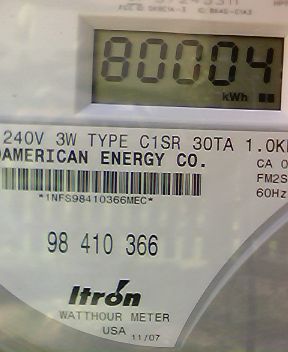 80004
kWh
240V 3W TYPE C1SR 30TA 1.0K
AMERICAN ENERGY CO.
CA 0
FM2S
60Hz
*1NFS98410366MEC*
98 410 366
Itron
WATTHOUR METER
USA 11/07